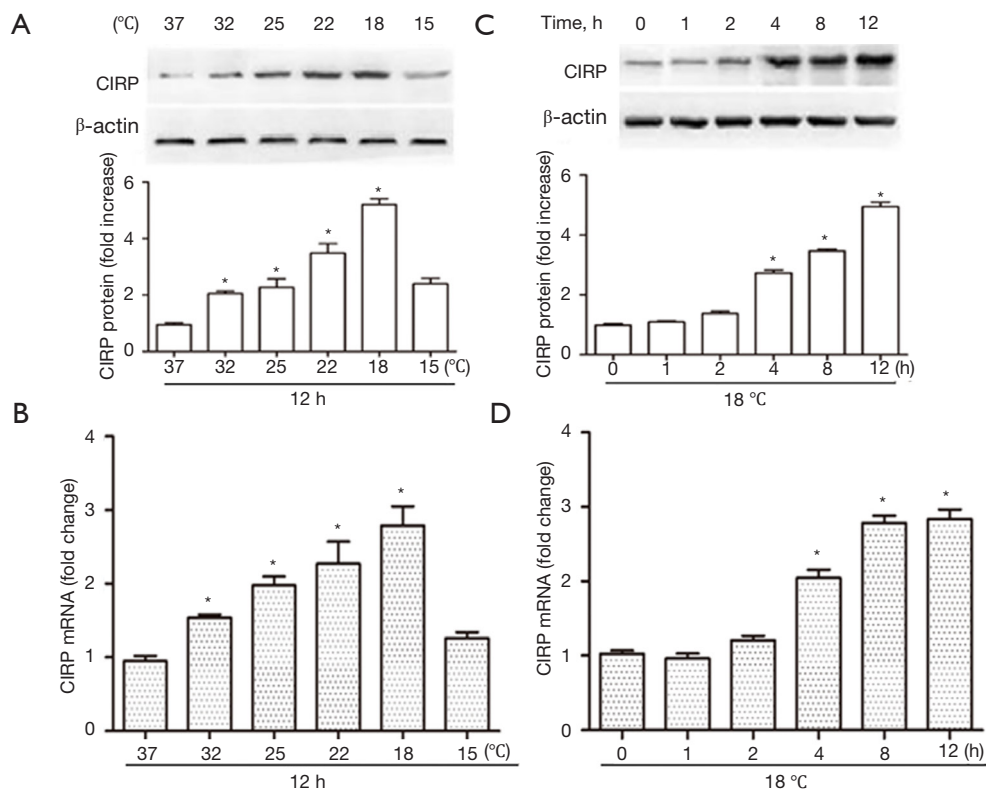 A
(℃) 37 32 25 22 18 15
CIRP
β-actin
CIRP protein (fold increase)
6
4
2
0
* * * *
37 32 25 22 18 15 (℃)
12 h
C
Time, h 0 1 2 4 8 12
CIRP
β-actin
CIRP protein (fold increase)
6
4
2
0
* * *
0 1 2 4 8 12 (h)
18 ℃
B
CIRP mRNA (fold change)
4
3
2
1
0
* * * *
37 32 25 22 18 15 (℃)
12 h
D
CIRP mRNA (fold change)
4
3
2
1
0
* * *
0 1 2 4 8 12 (h)
18 ℃